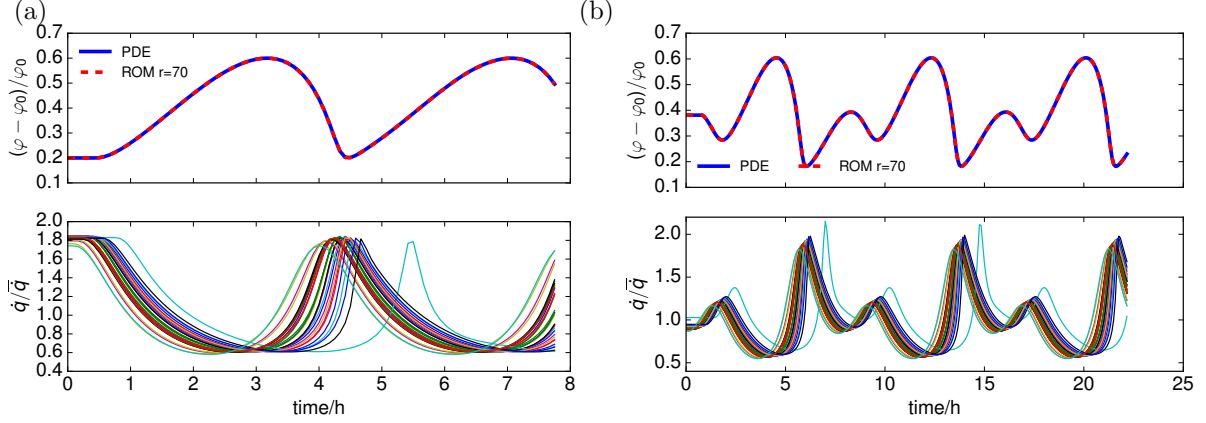 (a)
0.7
0.6
0.5
0.4
0.3
0.2
0.1
(φ − φ₀)/φ₀
PDE
ROM r=70
2.0
1.8
1.6
1.4
1.2
1.0
0.8
0.6
0.4
q̇/q̇̅
0 1 2 3 4 5 6 7 8
time/h
(b)
0.7
0.6
0.5
0.4
0.3
0.2
0.1
(φ − φ₀)/φ₀
PDE ROM r=70
2.0
1.5
1.0
0.5
q̇/q̇̅
0 5 10 15 20 25
time/h